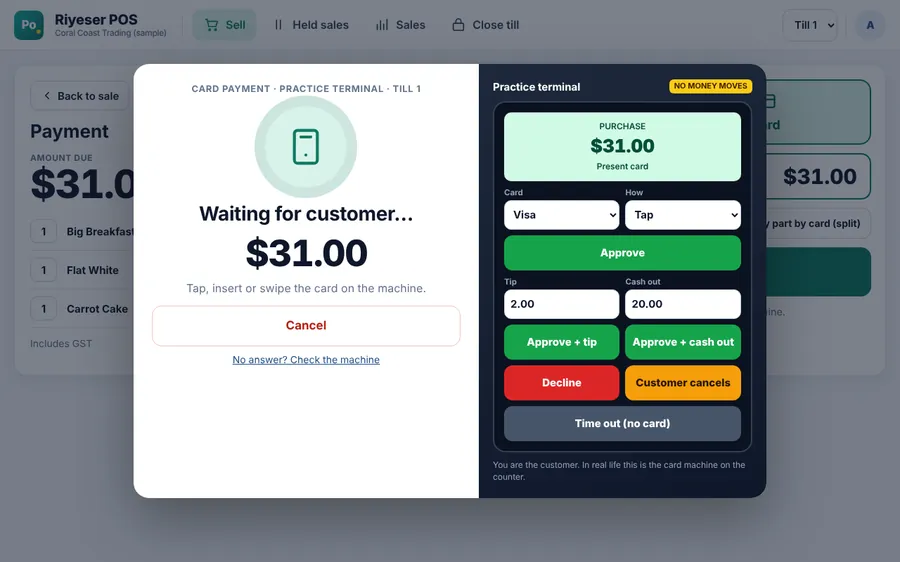 Po
Riyeser POS
Coral Coast Trading (sample)
Sell
Held sales
Sales
Close till
Till 1
A
Back to sale
Payment
AMOUNT DUE
$31.0
1 Big Breakfast
1 Flat White
1 Carrot Cake
Includes GST
CARD PAYMENT · PRACTICE TERMINAL · TILL 1
Waiting for customer...
$31.00
Tap, insert or swipe the card on the machine.
Cancel
No answer? Check the machine
Practice terminal
NO MONEY MOVES
PURCHASE
$31.00
Present card
Card How
Visa Tap
Approve
Tip Cash out
2.00 20.00
Approve + tip Approve + cash out
Decline Customer cancels
Time out (no card)
You are the customer. In real life this is the card machine on the
counter.
$31.00
part by card (split)